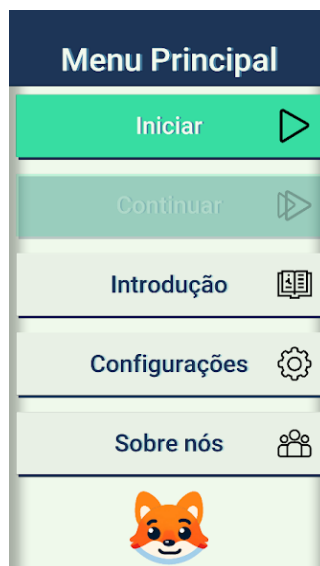 Menu Principal
Iniciar
Continuar
Introdução
Configurações
Sobre nós